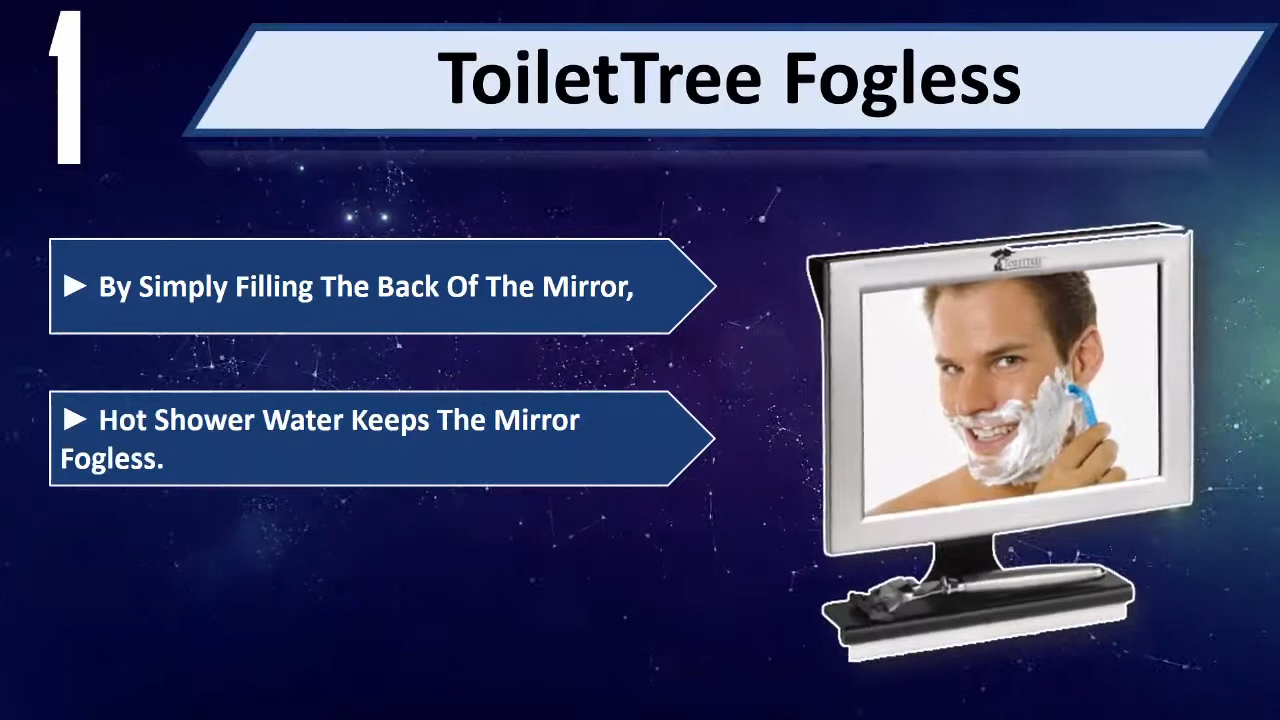 1
ToiletTree Fogless
► By Simply Filling The Back Of The Mirror,
► Hot Shower Water Keeps The Mirror
Fogless.